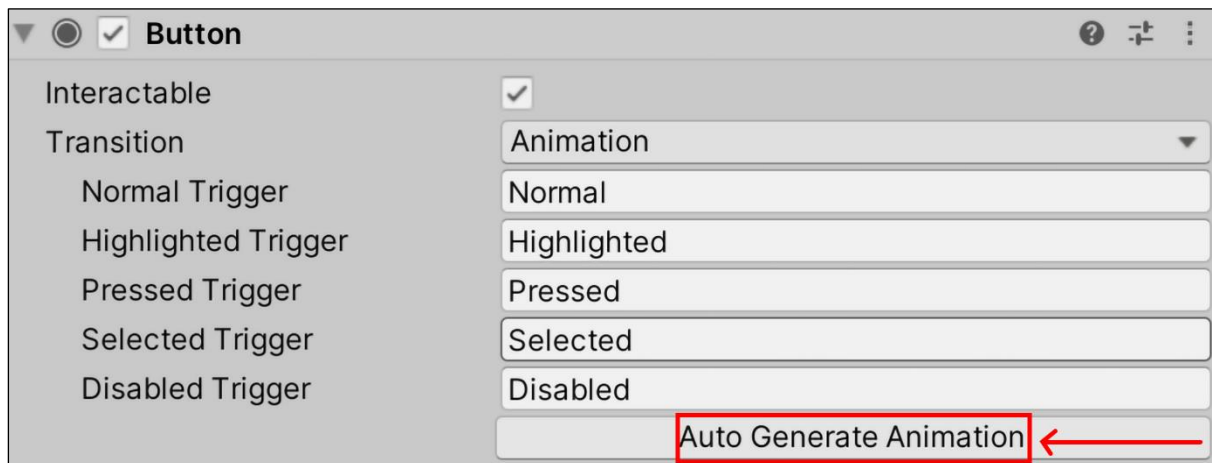 Button
Interactable
Transition Animation
Normal Trigger Normal
Highlighted Trigger Highlighted
Pressed Trigger Pressed
Selected Trigger Selected
Disabled Trigger Disabled
Auto Generate Animation